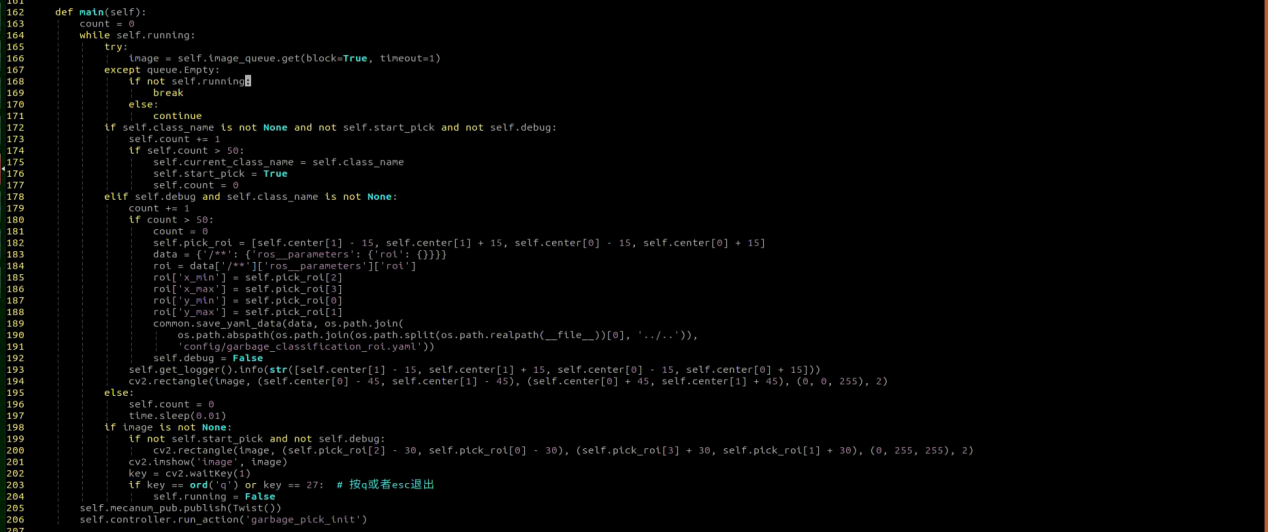 161
162 def main(self):
163 count = 0
164 while self.running:
165 try:
166 image = self.image_queue.get(block=True, timeout=1)
167 except queue.Empty:
168 if not self.running:
169 break
170 else:
171 continue
172 if self.class_name is not None and not self.start_pick and not self.debug:
173 self.count += 1
174 if self.count > 50:
175 self.current_class_name = self.class_name
176 self.start_pick = True
177 self.count = 0
178 elif self.debug and self.class_name is not None:
179 count += 1
180 if count > 50:
181 count = 0
182 self.pick_roi = [self.center[1] - 15, self.center[1] + 15, self.center[0] - 15, self.center[0] + 15]
183 data = {'/**': {'ros__parameters': {'roi': {}}}}
184 roi = data['/**']['ros__parameters']['roi']
185 roi['x_min'] = self.pick_roi[2]
186 roi['x_max'] = self.pick_roi[3]
187 roi['y_min'] = self.pick_roi[0]
188 roi['y_max'] = self.pick_roi[1]
189 common.save_yaml_data(data, os.path.join(
190 os.path.abspath(os.path.join(os.path.split(os.path.realpath(__file__))[0], '../..')),
191 'config/garbage_classification_roi.yaml'))
192 self.debug = False
193 self.get_logger().info(str([self.center[1] - 15, self.center[1] + 15, self.center[0] - 15, self.center[0] + 15]))
194 cv2.rectangle(image, (self.center[0] - 45, self.center[1] - 45), (self.center[0] + 45, self.center[1] + 45), (0, 0, 255), 2)
195 else:
196 self.count = 0
197 time.sleep(0.01)
198 if image is not None:
199 if not self.start_pick and not self.debug:
200 cv2.rectangle(image, (self.pick_roi[2] - 30, self.pick_roi[0] - 30), (self.pick_roi[3] + 30, self.pick_roi[1] + 30), (0, 255, 255), 2)
201 cv2.imshow('image', image)
202 key = cv2.waitKey(1)
203 if key == ord('q') or key == 27: # 按q或者esc退出
204 self.running = False
205 self.mecanum_pub.publish(Twist())
206 self.controller.run_action('garbage_pick_init')
207